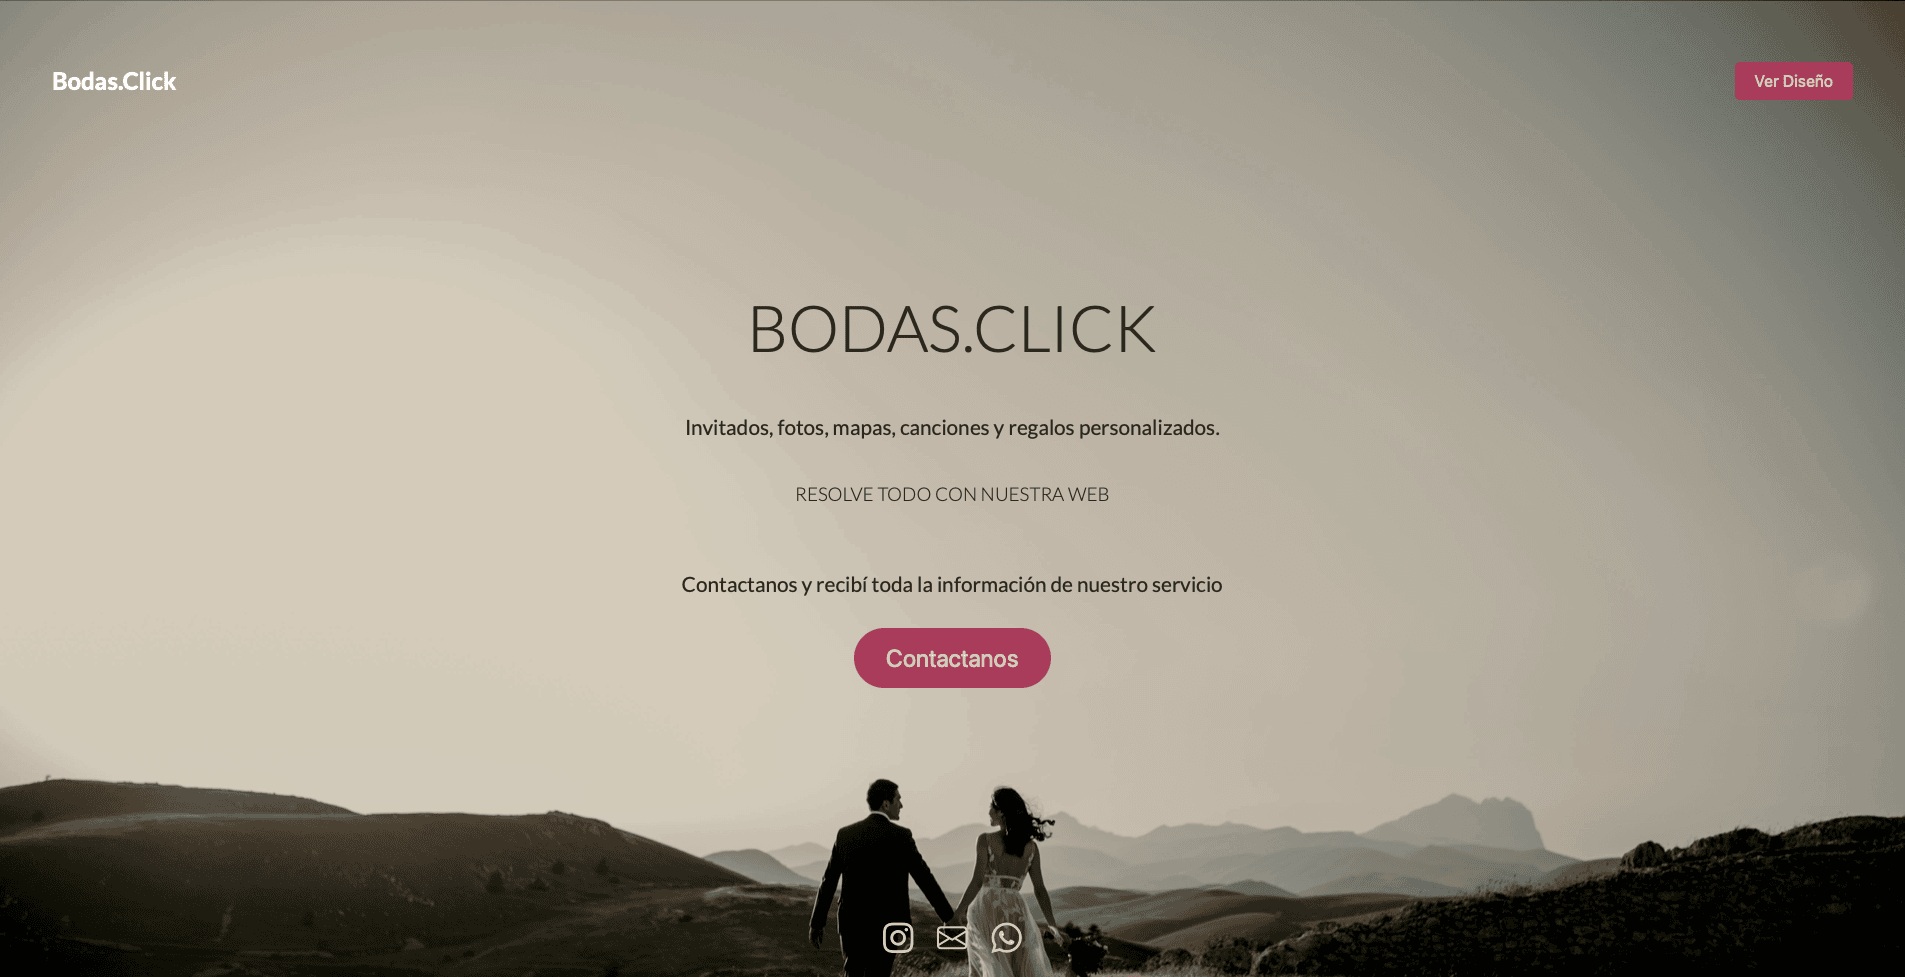 Bodas.Click
Ver Diseño
BODAS.CLICK
Invitados, fotos, mapas, canciones y regalos personalizados.
RESOLVE TODO CON NUESTRA WEB
Contactanos y recibí toda la información de nuestro servicio
Contactanos